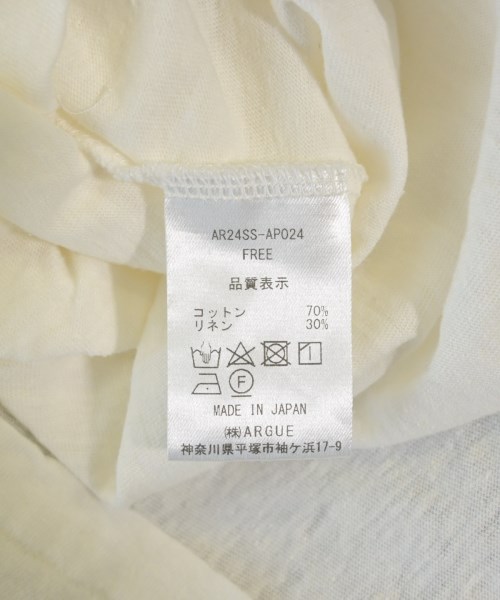 AR24SS-AP024
FREE
品質表示
コットン 70%
リネン 30%
F
MADE IN JAPAN
㈱ARGUE
神奈川県平塚市袖ケ浜17-9